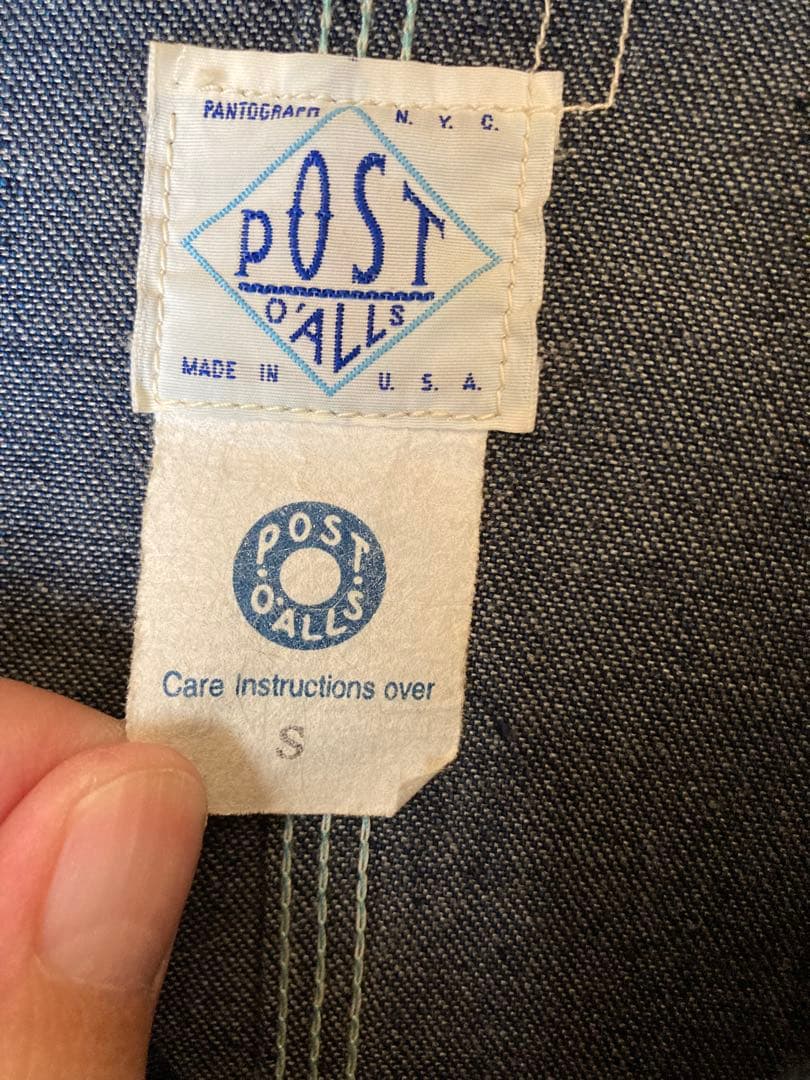 PANTOGRAPH N. Y. C.
POST
O'ALLS
MADE IN U. S. A.
POST
O'ALLS
Care Instructions over
S